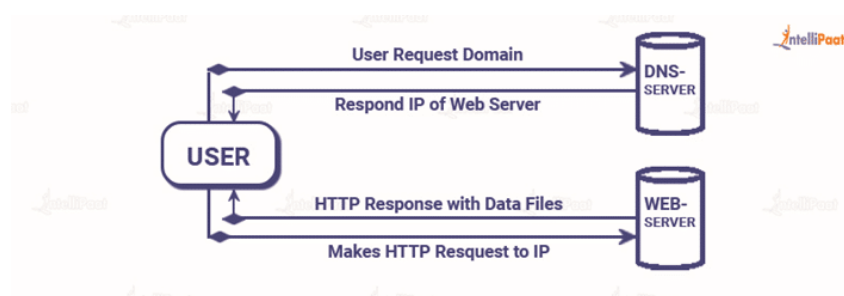 IntelliPaat
User Request Domain
DNS-
SERVER
Respond IP of Web Server
USER
HTTP Response with Data Files
WEB-
SERVER
Makes HTTP Resquest to IP